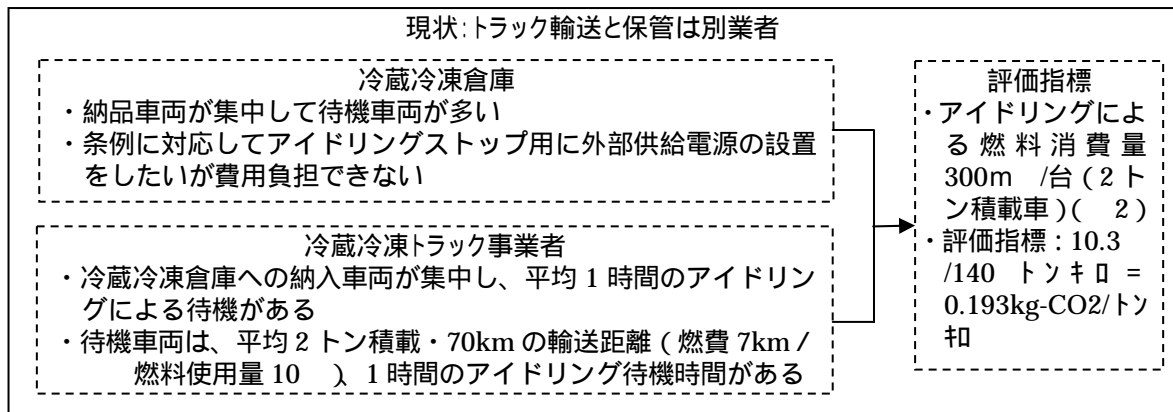 現状:トラック輸送と保管は別業者
冷蔵冷凍倉庫
・納品車両が集中して待機車両が多い
・条例に対応してアイドリングストップ用に外部供給電源の設置
をしたいが費用負担できない
冷蔵冷凍トラック事業者
・冷蔵冷凍倉庫への納入車両が集中し、平均1時間のアイドリン
グによる待機がある
・待機車両は、平均2トン積載・70kmの輸送距離(燃費7km/
燃料使用量10 )、1時間のアイドリング待機時間がある
評価指標
・アイドリングによ
る燃料消費量
300m /台(2ト
ン積載車)( 2)
・評価指標:10.3
/140 トンキロ =
0.193kg-CO2/トン
キロ